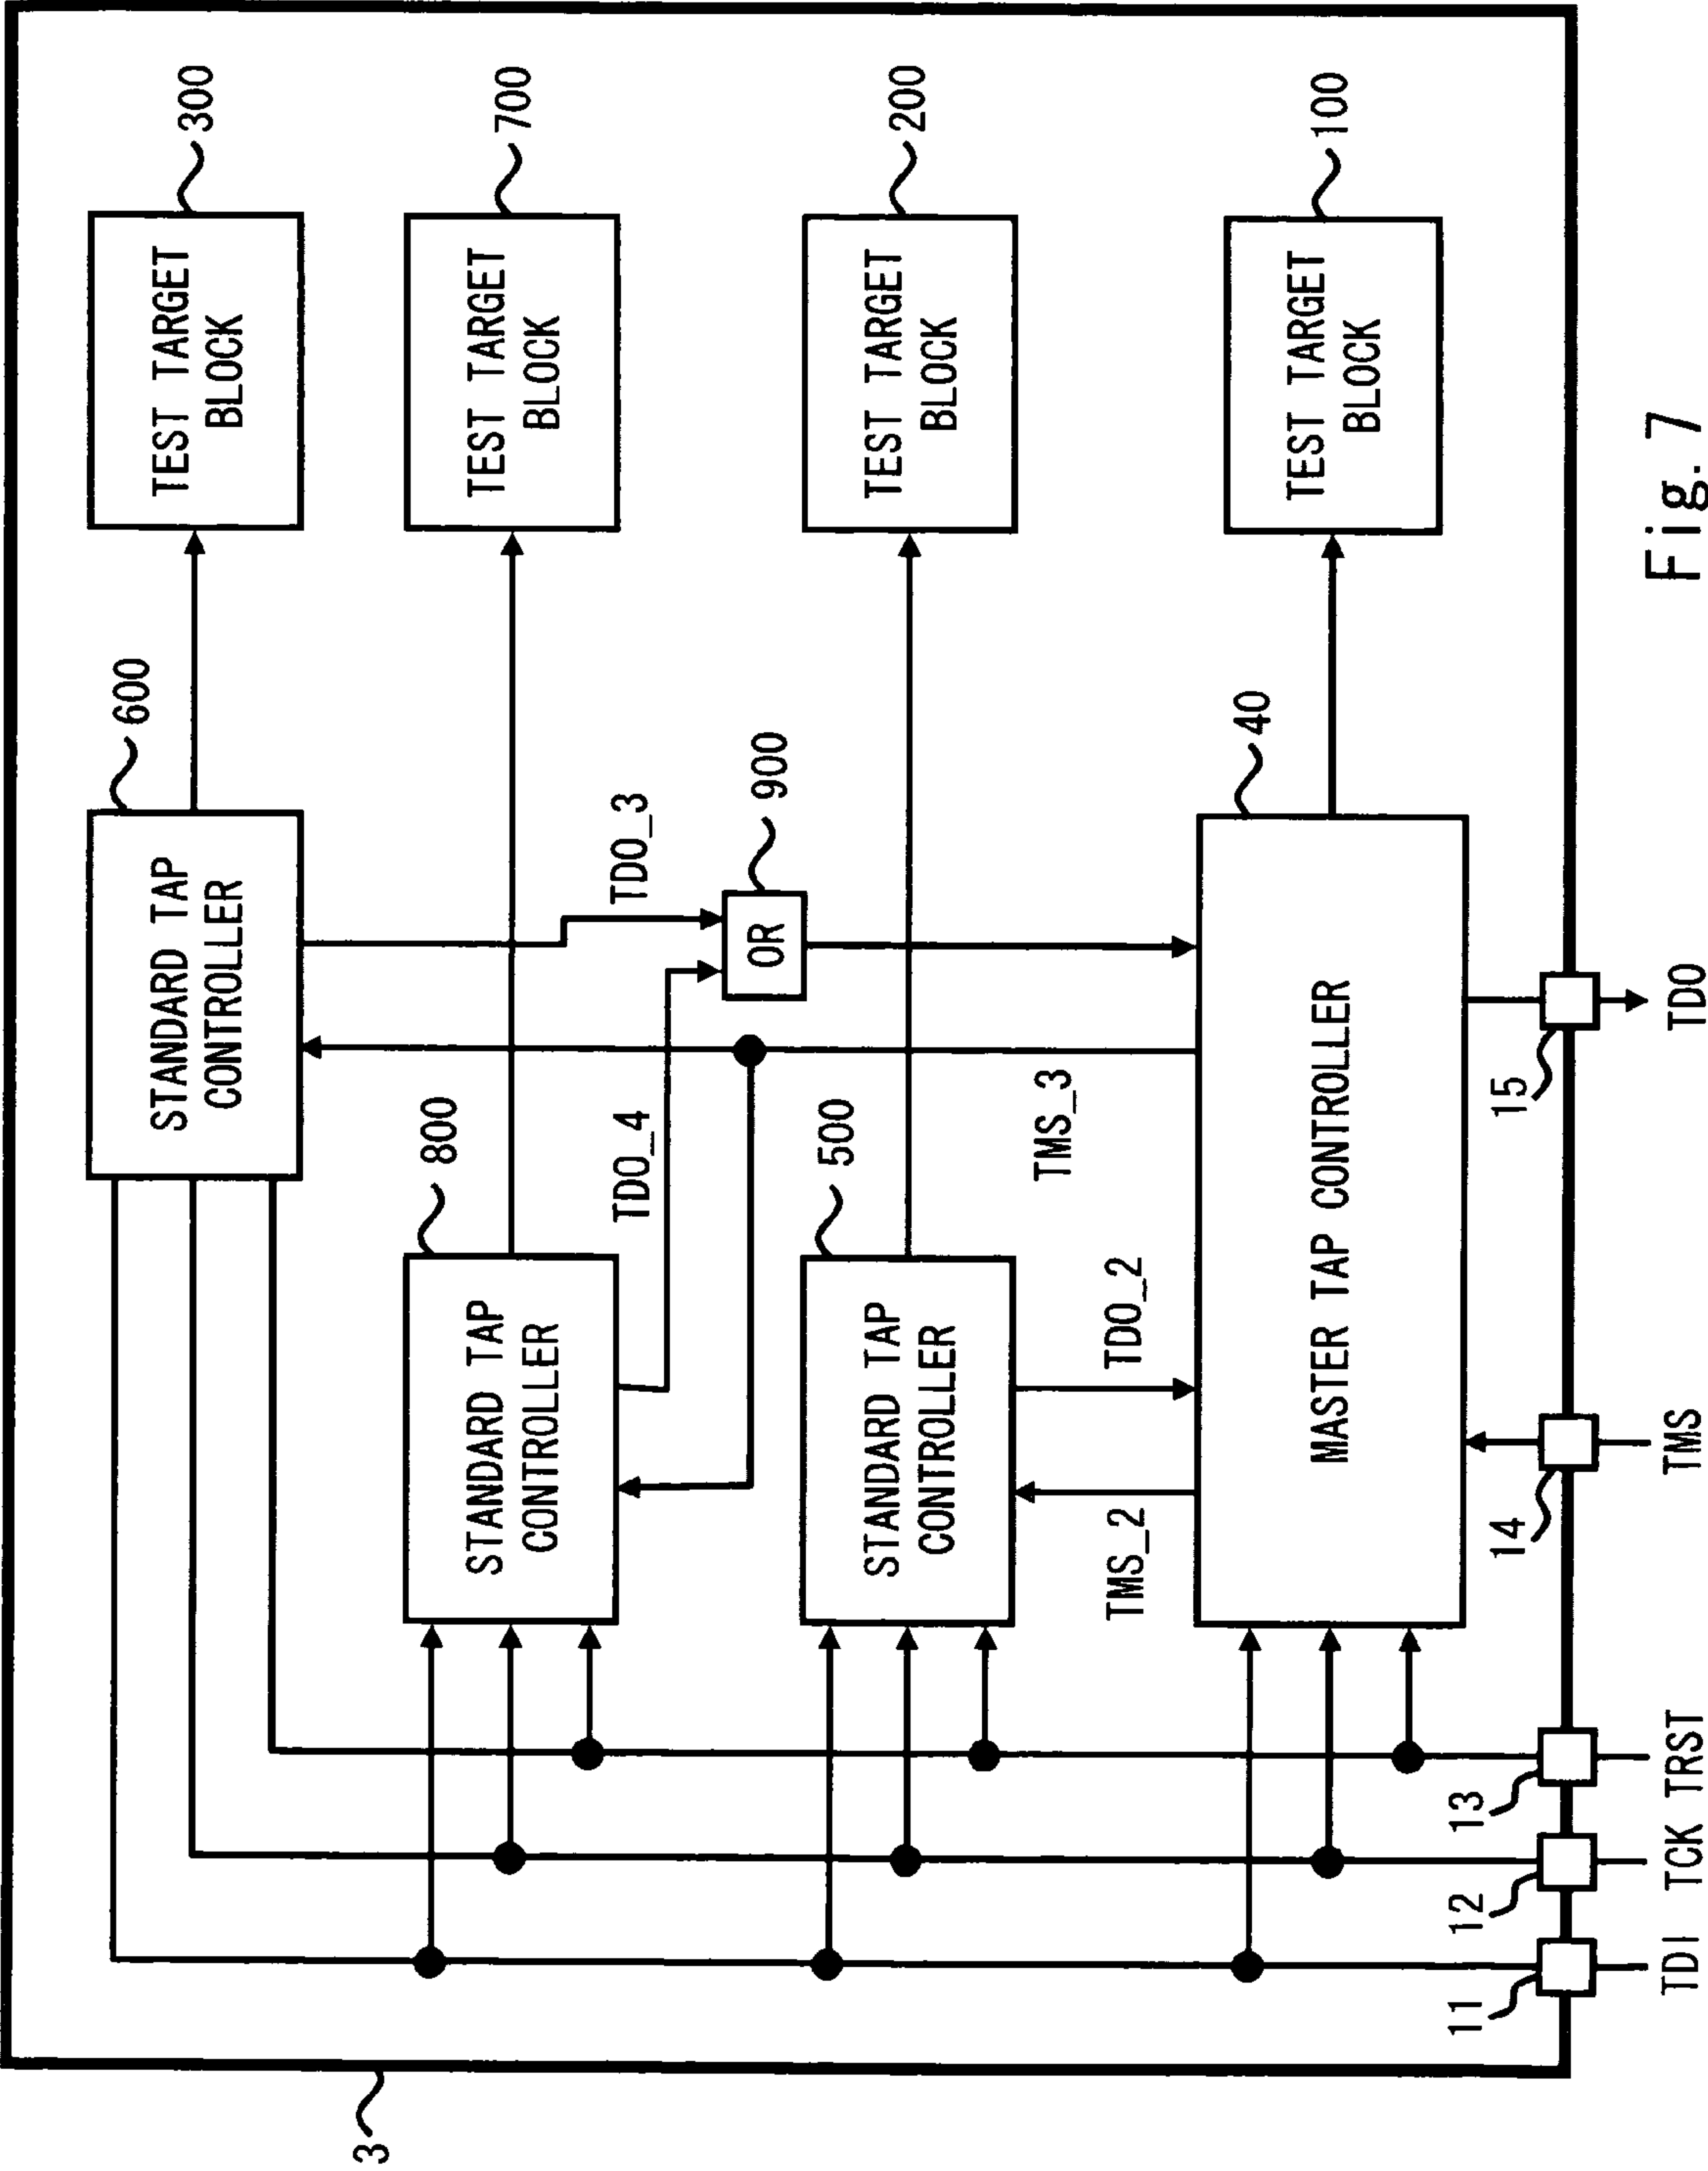 3
TEST TARGET
BLOCK
300
TEST TARGET
BLOCK
700
TEST TARGET
BLOCK
200
TEST TARGET
BLOCK
100
STANDARD TAP
CONTROLLER
600
STANDARD TAP
CONTROLLER
800
STANDARD TAP
CONTROLLER
500
MASTER TAP CONTROLLER
40
OR
900
TDO_3
TDO_4
TMS_3
TDO_2
TMS_2
11
12
13
14
15
TDI
TCK
TRST
TMS
TDO
Fig. 7